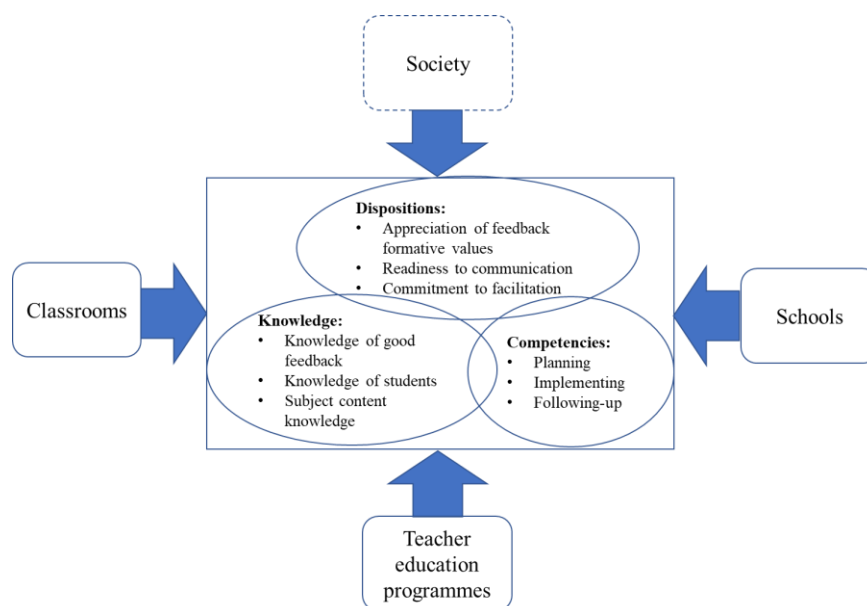 Society
Dispositions:
• Appreciation of feedback
formative values
• Readiness to communication
• Commitment to facilitation
Classrooms
Schools
Knowledge:
• Knowledge of good
feedback
• Knowledge of students
• Subject content
knowledge
Competencies:
• Planning
• Implementing
• Following-up
Teacher
education
programmes